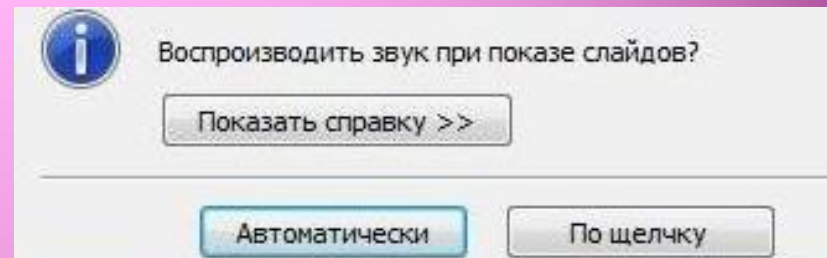 Воспроизводить звук при показе слайдов?
Показать справку >>
Автоматически
По щелчку